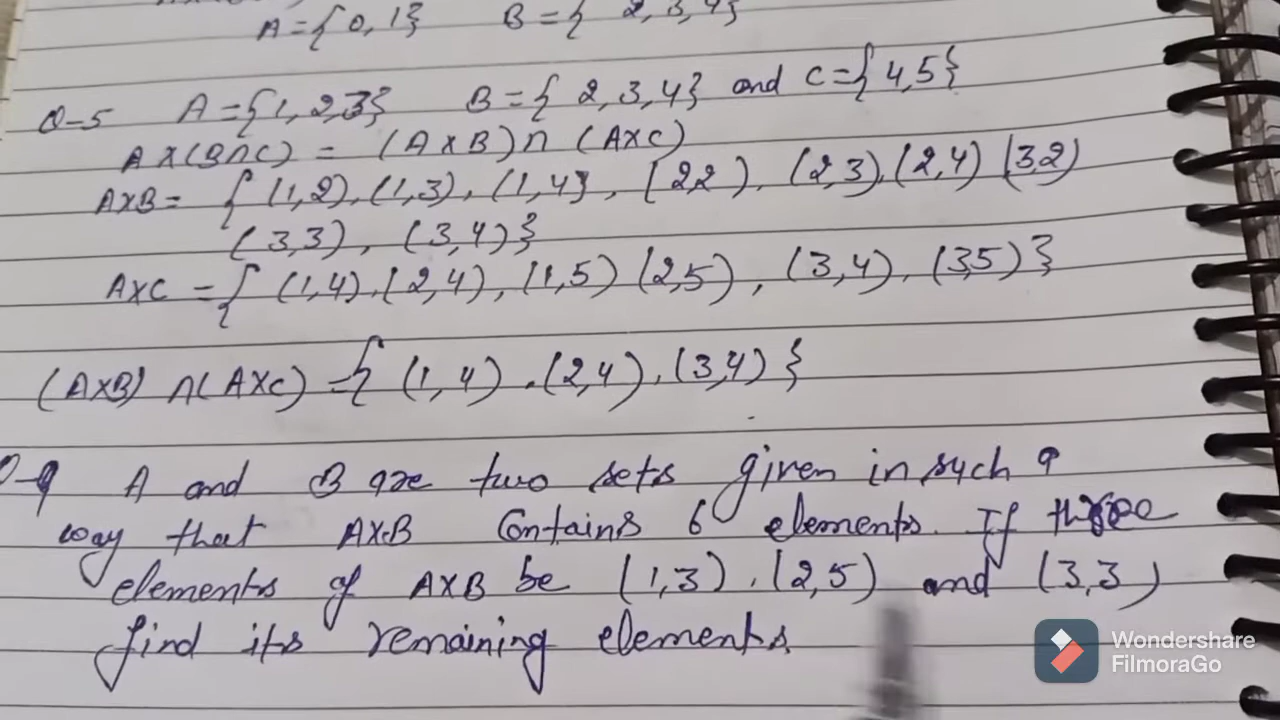 A={0,1}    B={ 2,3,4}
Q-5   A={1,2,3}   B={ 2,3,4} and C={4,5}
A×(B∩C) = (A×B)∩ (A×C)
A×B= { (1,2),(1,3), (1,4}, (2,2 ), (2,3),(2,4) (3,2)
(3,3), (3,4)}
A×C ={ (1,4),(2,4), (1,5) (2,5), (3,4), (3,5)}
(A×B) ∩(A×C) ={ (1,4) .(2,4), (3,4)}
Q-9 A and B are two sets given in such a
way that A×B Contains 6 elements. If three
elements of A×B be (1,3), (2,5) and (3,3)
find its remaining elements.
Wondershare
FilmoraGo